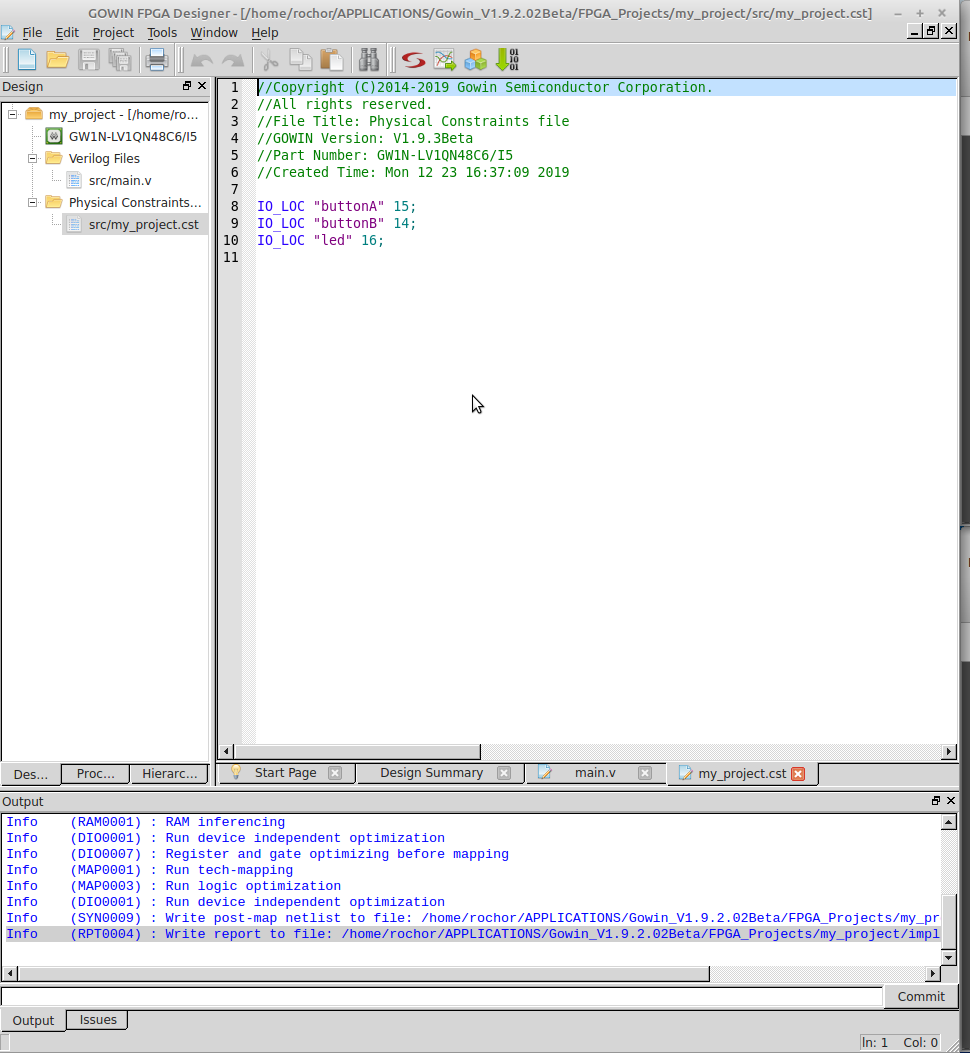 GOWIN FPGA Designer - [/home/rochor/APPLICATIONS/Gowin_V1.9.2.02Beta/FPGA_Projects/my_project/src/my_project.cst]
File Edit Project Tools Window Help
Design
my_project - [/home/ro...
GW1N-LV1QN48C6/I5
Verilog Files
src/main.v
Physical Constraints...
src/my_project.cst
1 //Copyright (C)2014-2019 Gowin Semiconductor Corporation.
2 //All rights reserved.
3 //File Title: Physical Constraints file
4 //GOWIN Version: V1.9.3Beta
5 //Part Number: GW1N-LV1QN48C6/I5
6 //Created Time: Mon 12 23 16:37:09 2019
7
8 IO_LOC "buttonA" 15;
9 IO_LOC "buttonB" 14;
10 IO_LOC "led" 16;
11
Des... Proc... Hierarc...
Start Page Design Summary main.v my_project.cst
Output
Info (RAM0001) : RAM inferencing
Info (DIO0001) : Run device independent optimization
Info (DIO0007) : Register and gate optimizing before mapping
Info (MAP0001) : Run tech-mapping
Info (MAP0003) : Run logic optimization
Info (DIO0001) : Run device independent optimization
Info (SYN0009) : Write post-map netlist to file: /home/rochor/APPLICATIONS/Gowin_V1.9.2.02Beta/FPGA_Projects/my_pr
Info (RPT0004) : Write report to file: /home/rochor/APPLICATIONS/Gowin_V1.9.2.02Beta/FPGA_Projects/my_project/impl
Commit
Output Issues
ln: 1 Col: 0